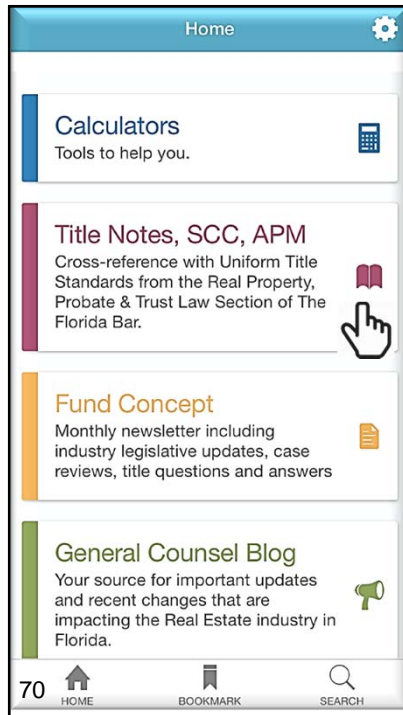 Home
Calculators
Tools to help you.
Title Notes, SCC, APM
Cross-reference with Uniform Title
Standards from the Real Property,
Probate & Trust Law Section of The
Florida Bar.
Fund Concept
Monthly newsletter including
industry legislative updates, case
reviews, title questions and answers
General Counsel Blog
Your source for important updates
and recent changes that are
impacting the Real Estate industry in
Florida.
70
HOME BOOKMARK SEARCH